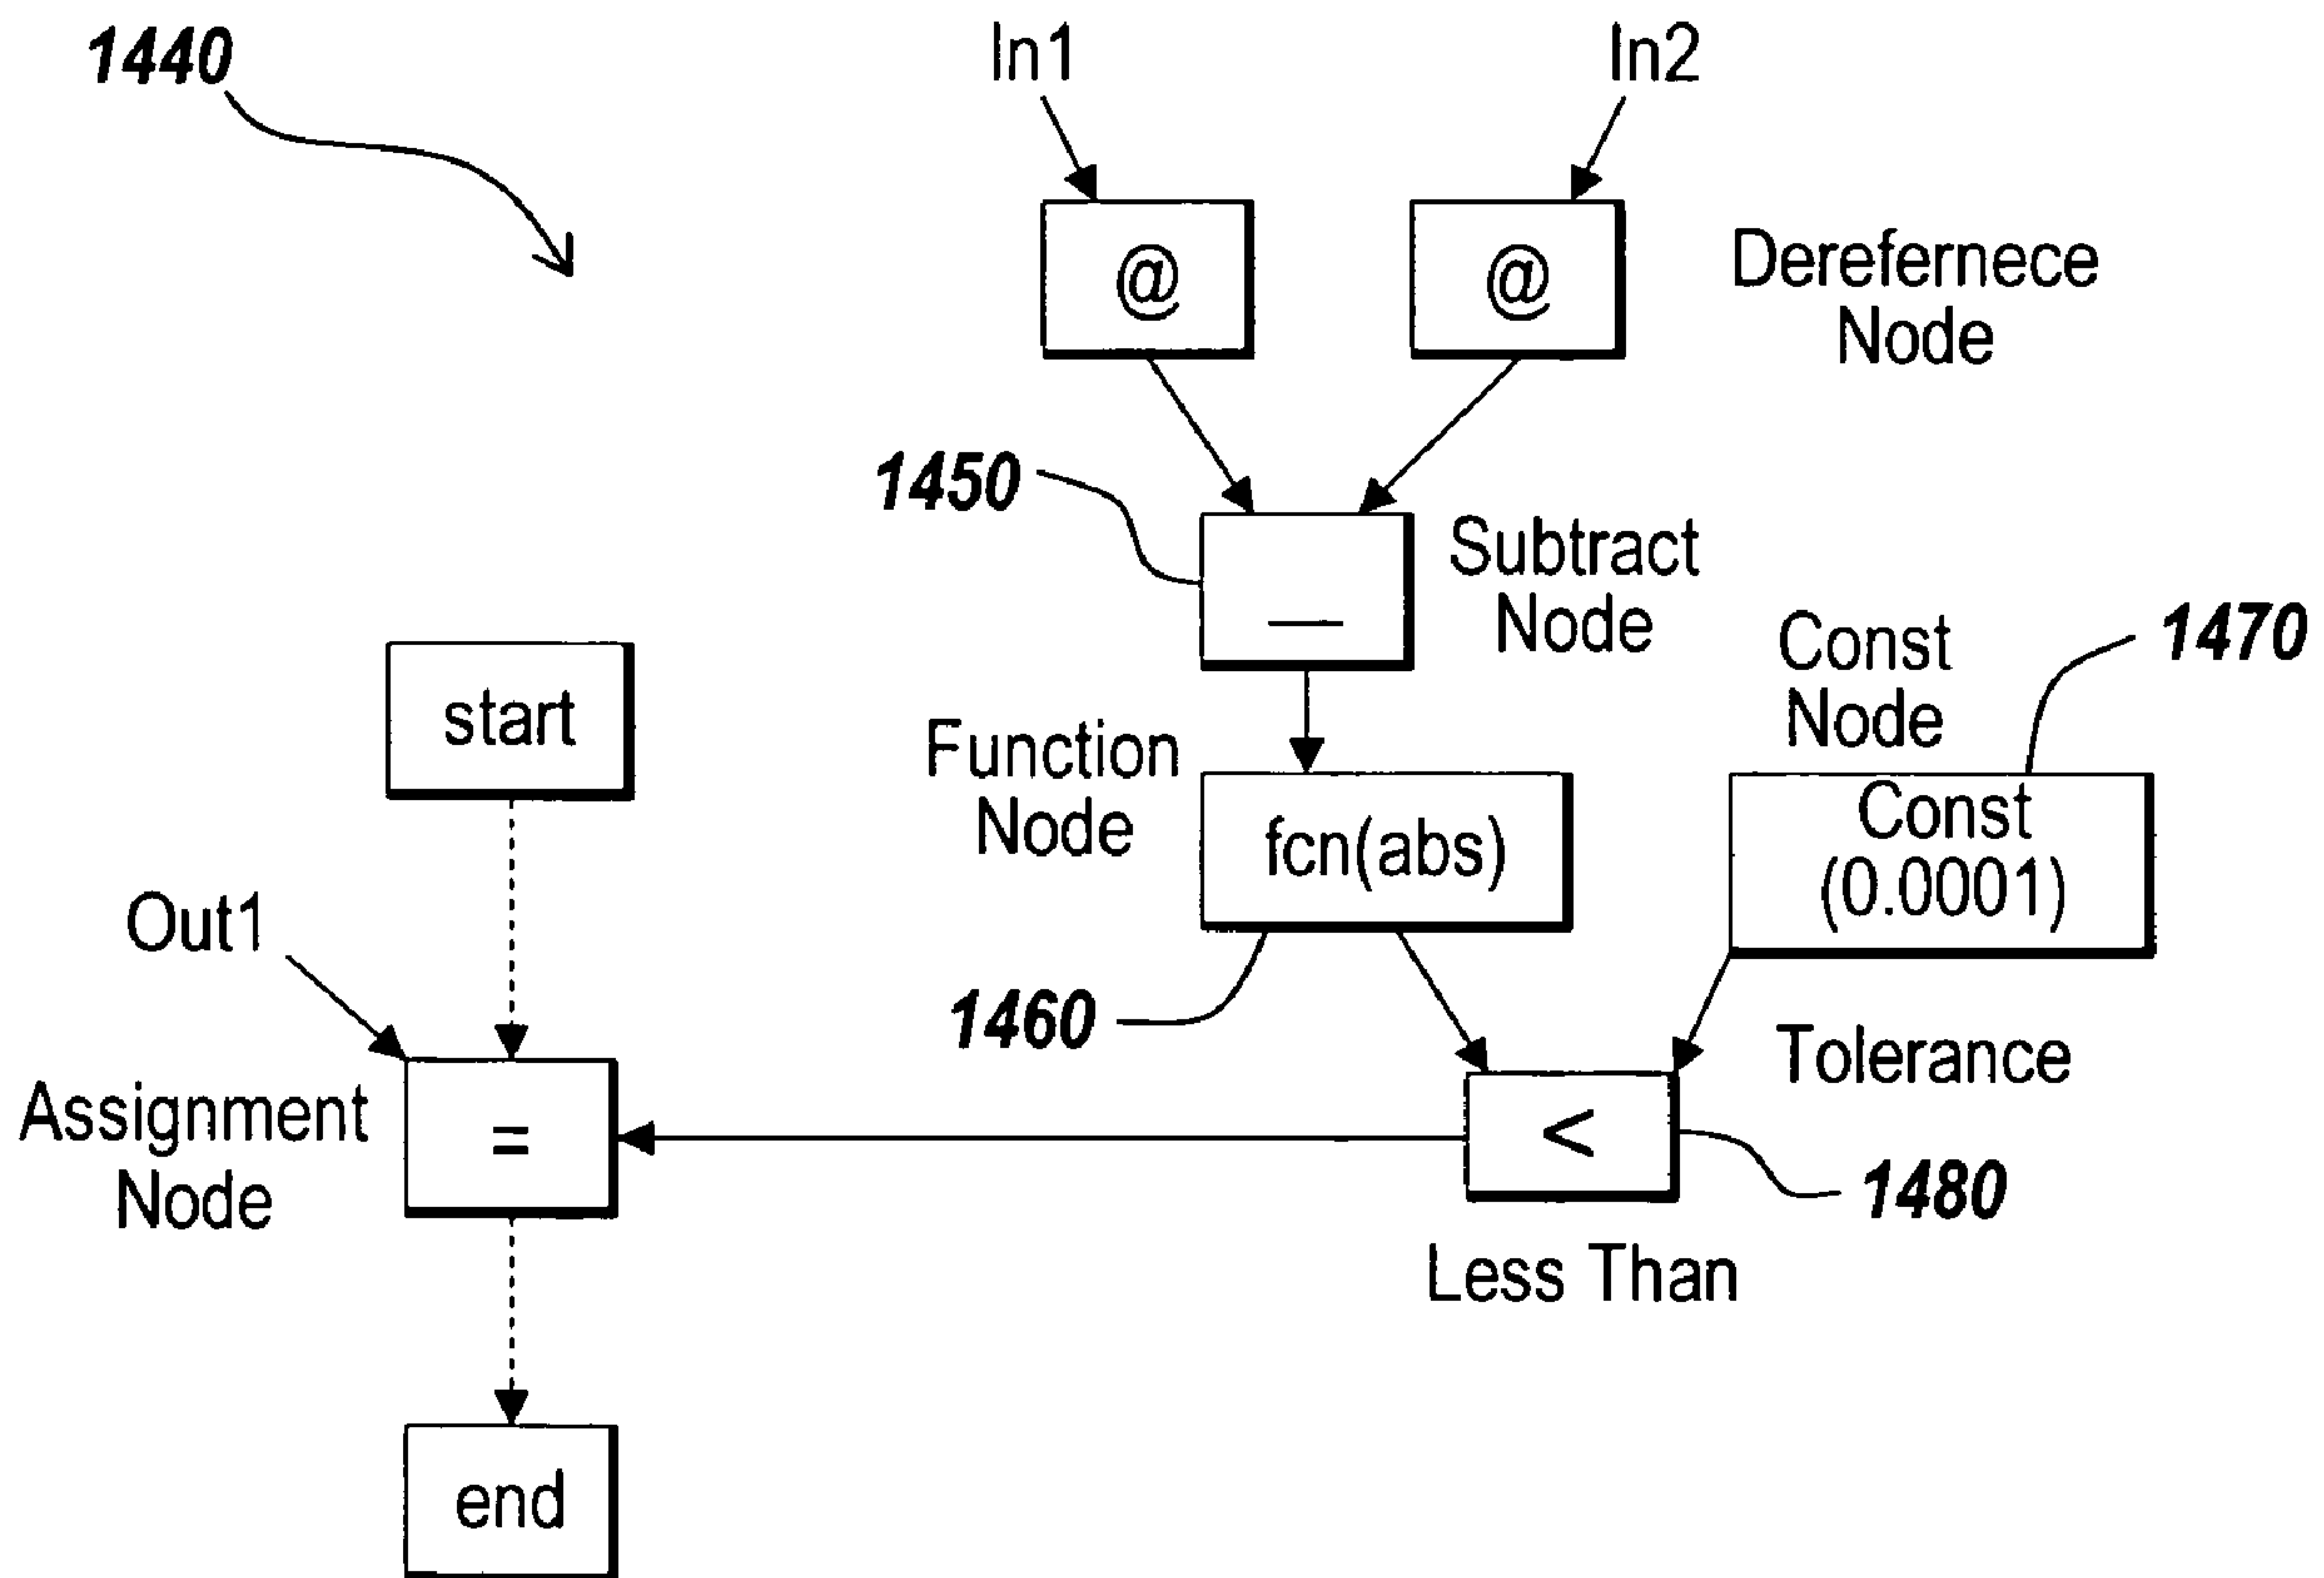 1440
In1
In2
@
@
Derefernece
Node
1450
—
Subtract
Node
Const
Node
1470
start
Function
Node
fcn(abs)
Const
(0.0001)
Out1
1460
Tolerance
Assignment
Node
=
<
1480
Less Than
end